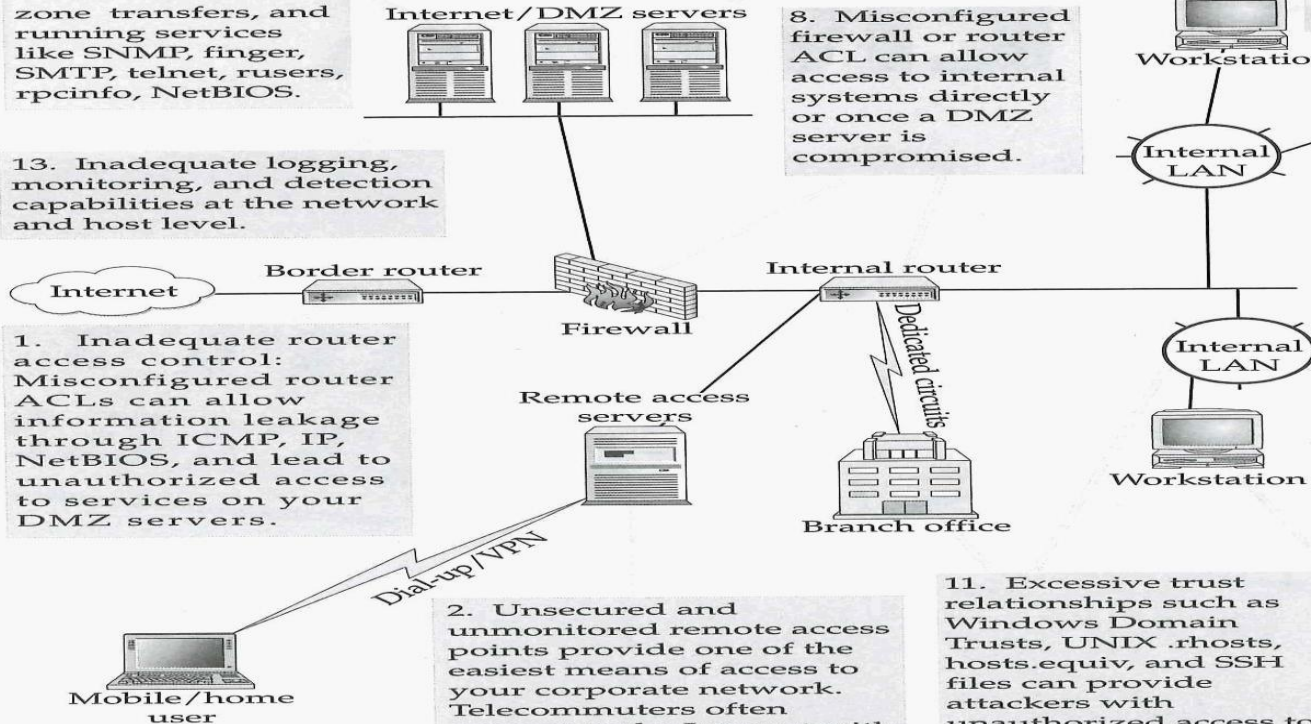 zone transfers, and
running services
like SNMP, finger,
SMTP, telnet, rusers,
rpcinfo, NetBIOS.
Internet/DMZ servers
8. Misconfigured
firewall or router
ACL can allow
access to internal
systems directly
or once a DMZ
server is
compromised.
Workstatio
Internal
LAN
13. Inadequate logging,
monitoring, and detection
capabilities at the network
and host level.
Internet
Border router
Firewall
Internal router
Dedicated circuits
Internal
LAN
Workstation
1. Inadequate router
access control:
Misconfigured router
ACLs can allow
information leakage
through ICMP, IP,
NetBIOS, and lead to
unauthorized access
to services on your
DMZ servers.
Remote access
servers
Branch office
Dial-up/VPN
Mobile/home
user
2. Unsecured and
unmonitored remote access
points provide one of the
easiest means of access to
your corporate network.
Telecommuters often
11. Excessive trust
relationships such as
Windows Domain
Trusts, UNIX .rhosts,
hosts.equiv, and SSH
files can provide
attackers with
unauthorized access to